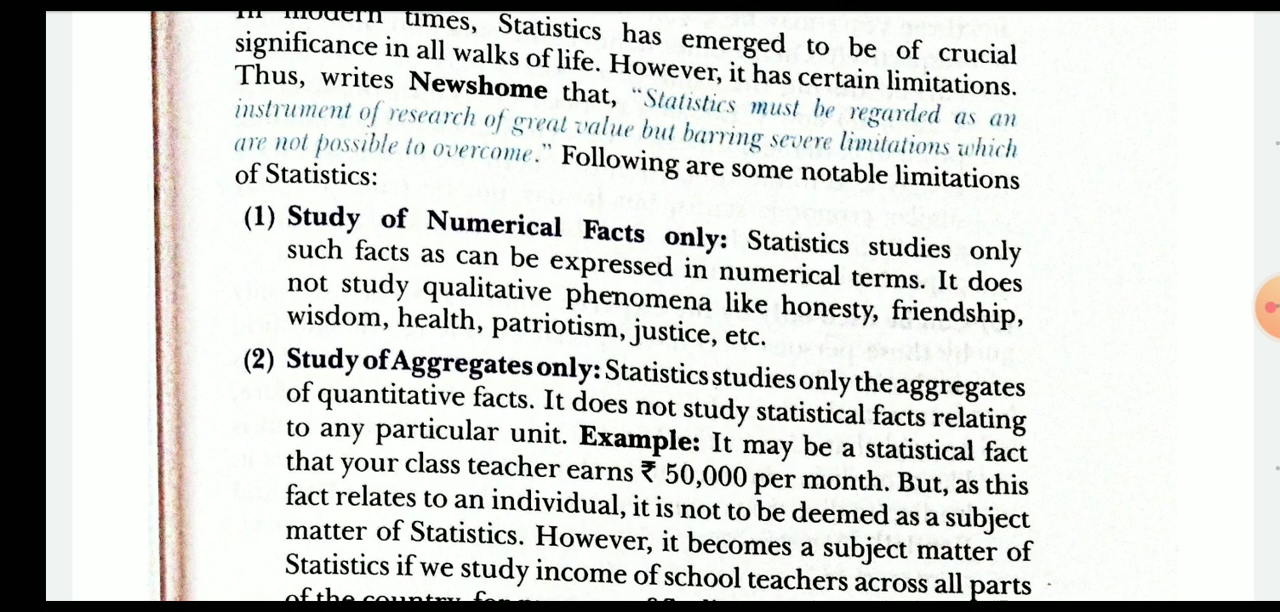 In modern times, Statistics has emerged to be of crucial
significance in all walks of life. However, it has certain limitations.
Thus, writes Newshome that, “Statistics must be regarded as an
instrument of research of great value but barring severe limitations which
are not possible to overcome.” Following are some notable limitations
of Statistics:
(1) Study of Numerical Facts only: Statistics studies only
such facts as can be expressed in numerical terms. It does
not study qualitative phenomena like honesty, friendship,
wisdom, health, patriotism, justice, etc.
(2) Study of Aggregates only: Statistics studies only the aggregates
of quantitative facts. It does not study statistical facts relating
to any particular unit. Example: It may be a statistical fact
that your class teacher earns ₹ 50,000 per month. But, as this
fact relates to an individual, it is not to be deemed as a subject
matter of Statistics. However, it becomes a subject matter of
Statistics if we study income of school teachers across all parts
of the country